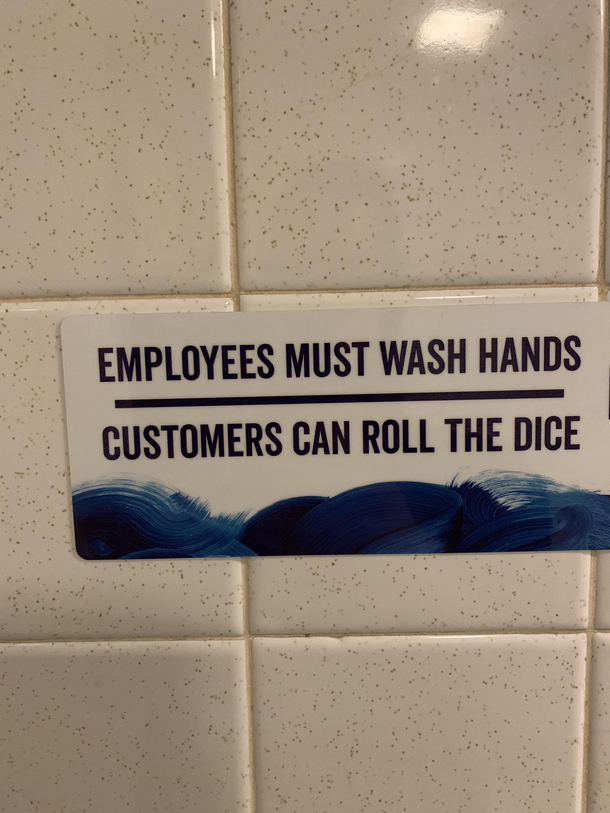 EMPLOYEES MUST WASH HANDS
CUSTOMERS CAN ROLL THE DICE